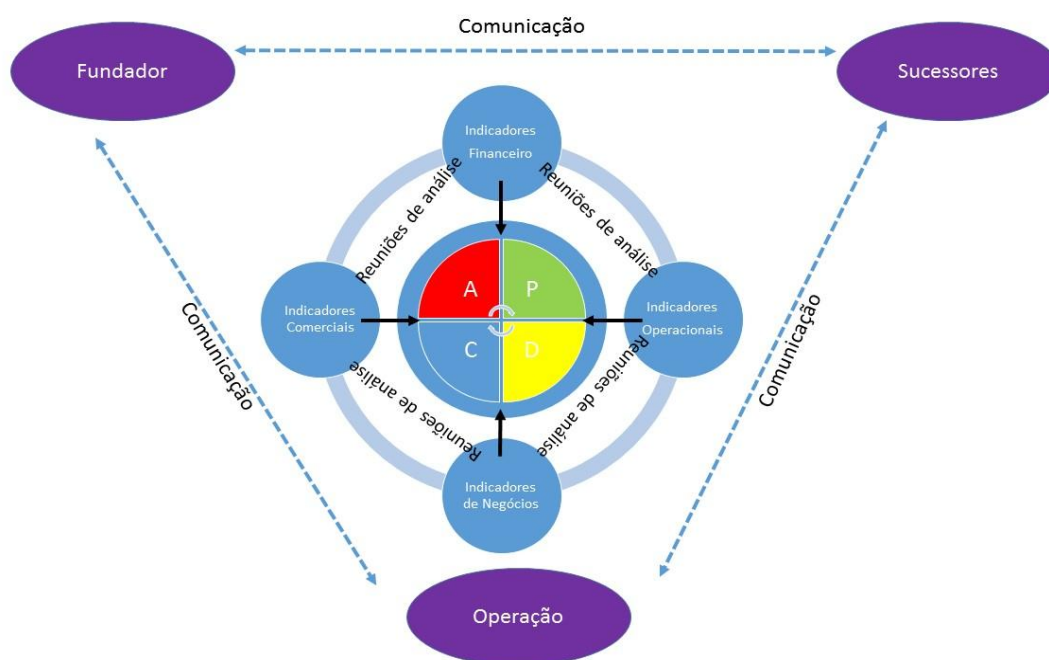 Comunicação
Fundador
Sucessores
Indicadores
Financeiro
Reuniões de análise
Reuniões de análise
A
P
Indicadores
Comerciais
Indicadores
Operacionais
C
D
Comunicação
Comunicação
Reuniões de análise
Reuniões de análise
Indicadores
de Negócios
Operação